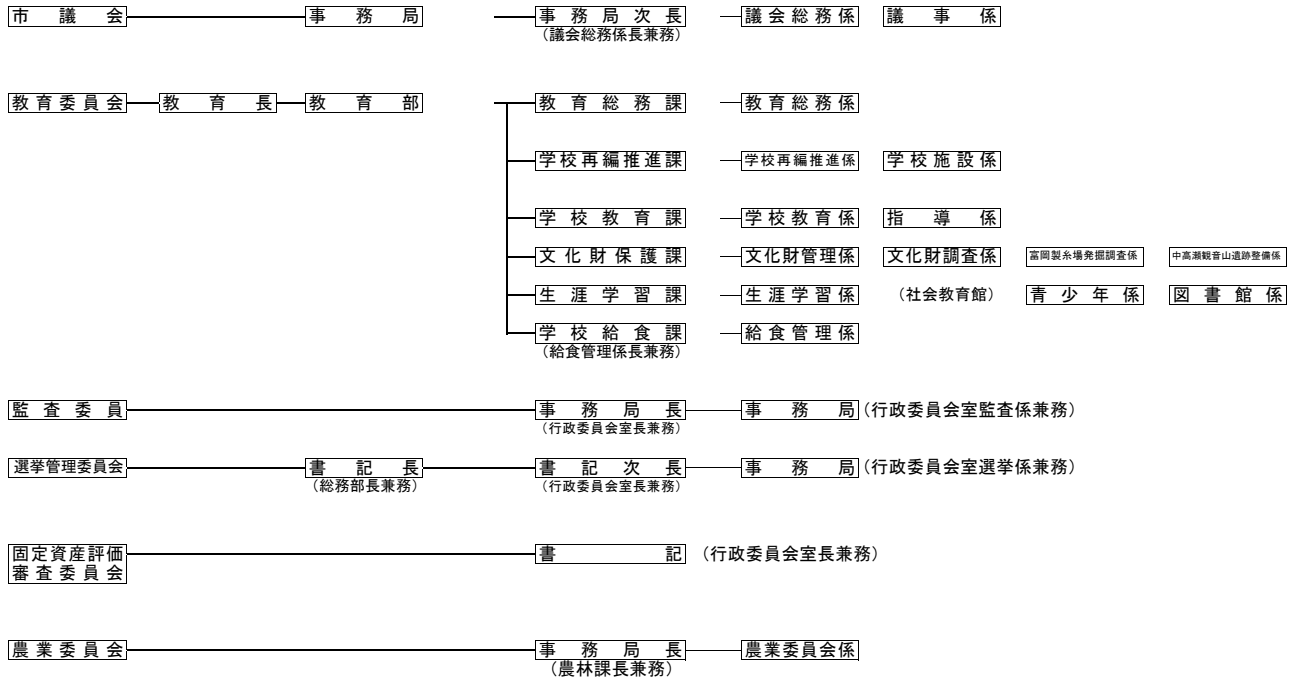 市議会 事務局 事務局次長 議会総務係 議事係
（議会総務係長兼務）
教育委員会 教育長 教育部 教育総務課 教育総務係
学校再編推進課 学校再編推進係 学校施設係
学校教育課 学校教育係 指導係
文化財保護課 文化財管理係 文化財調査係 富岡製糸場発掘調査係 中高瀬観音山遺跡整備係
生涯学習課 生涯学習係 （社会教育館） 青少年係 図書館係
学校給食課 給食管理係
（給食管理係長兼務）
監査委員 事務局長 事務局 （行政委員会室監査係兼務）
（行政委員会室長兼務）
選挙管理委員会 書記長 書記次長 事務局 （行政委員会室選挙係兼務）
（総務部長兼務） （行政委員会室長兼務）
固定資産評価 書記 （行政委員会室長兼務）
審査委員会
農業委員会 事務局長 農業委員会係
（農林課長兼務）